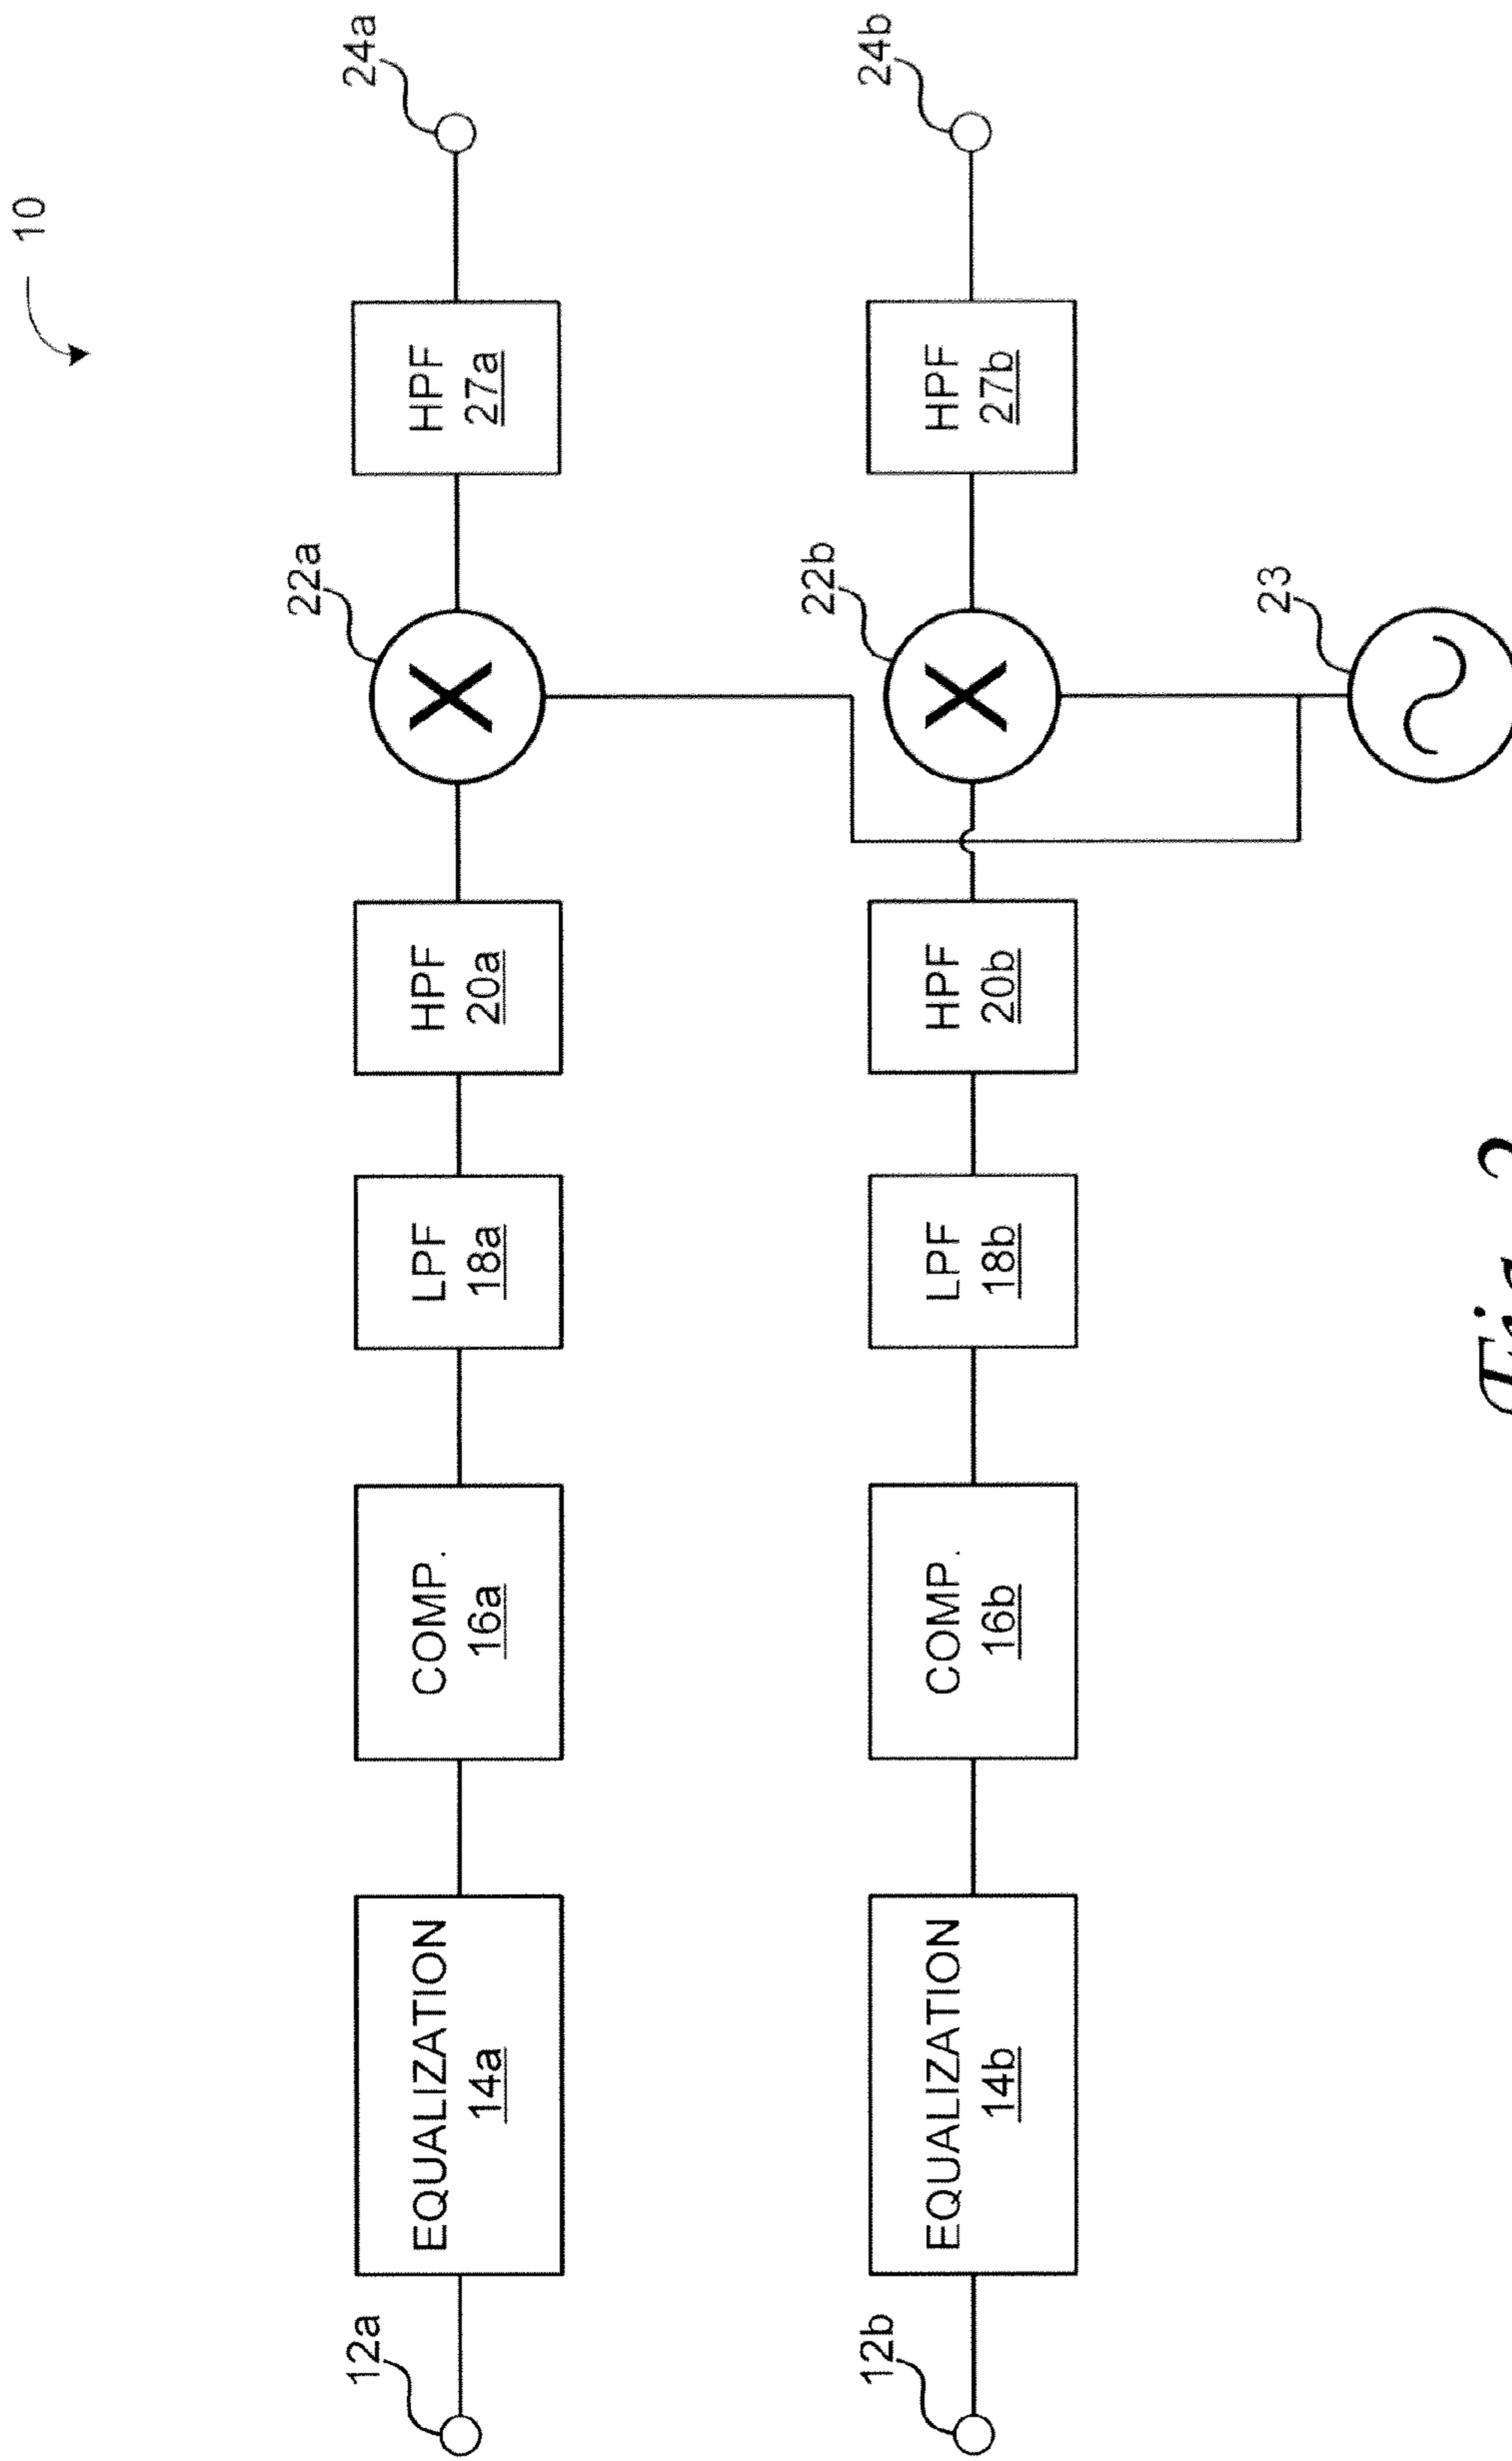 10
12a
EQUALIZATION
14a
COMP.
16a
LPF
18a
HPF
20a
22a
HPF
27a
24a
12b
EQUALIZATION
14b
COMP.
16b
LPF
18b
HPF
20b
22b
HPF
27b
24b
23